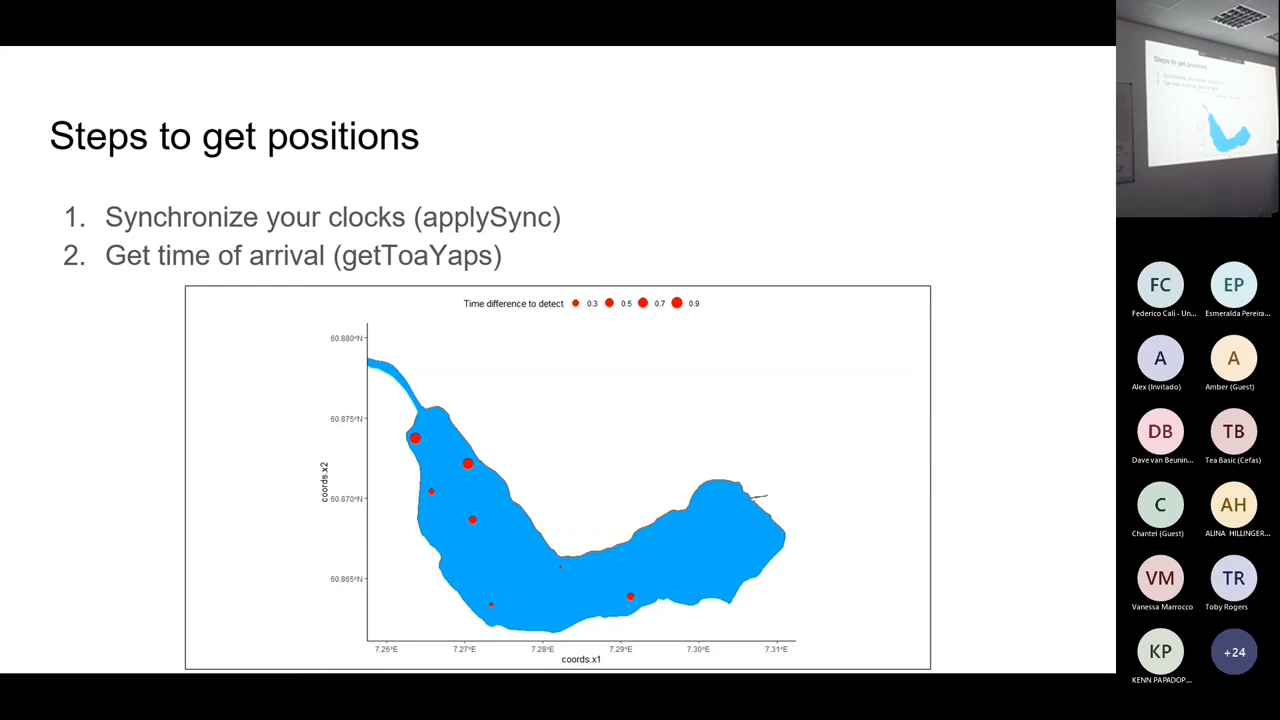 Steps to get positions
1. Synchronize your clocks (applySync)
2. Get time of arrival (getToaYaps)
Time difference to detect 0.3 0.5 0.7 0.9
60.880°N
60.875°N
60.870°N
60.865°N
coords.x2
7.26°E 7.27°E 7.28°E 7.29°E 7.30°E 7.31°E
coords.x1
Steps to get positions
FC EP
Federico Cali - Un... Esmeralda Pereira...
A A
Alex (Invitado) Amber (Guest)
DB TB
Dave van Beunin... Tea Basic (Cefas)
C AH
Chantel (Guest) ALINA HILLINGER...
VM TR
Vanessa Marrocco Toby Rogers
KP +24
KENN PAPADOP...